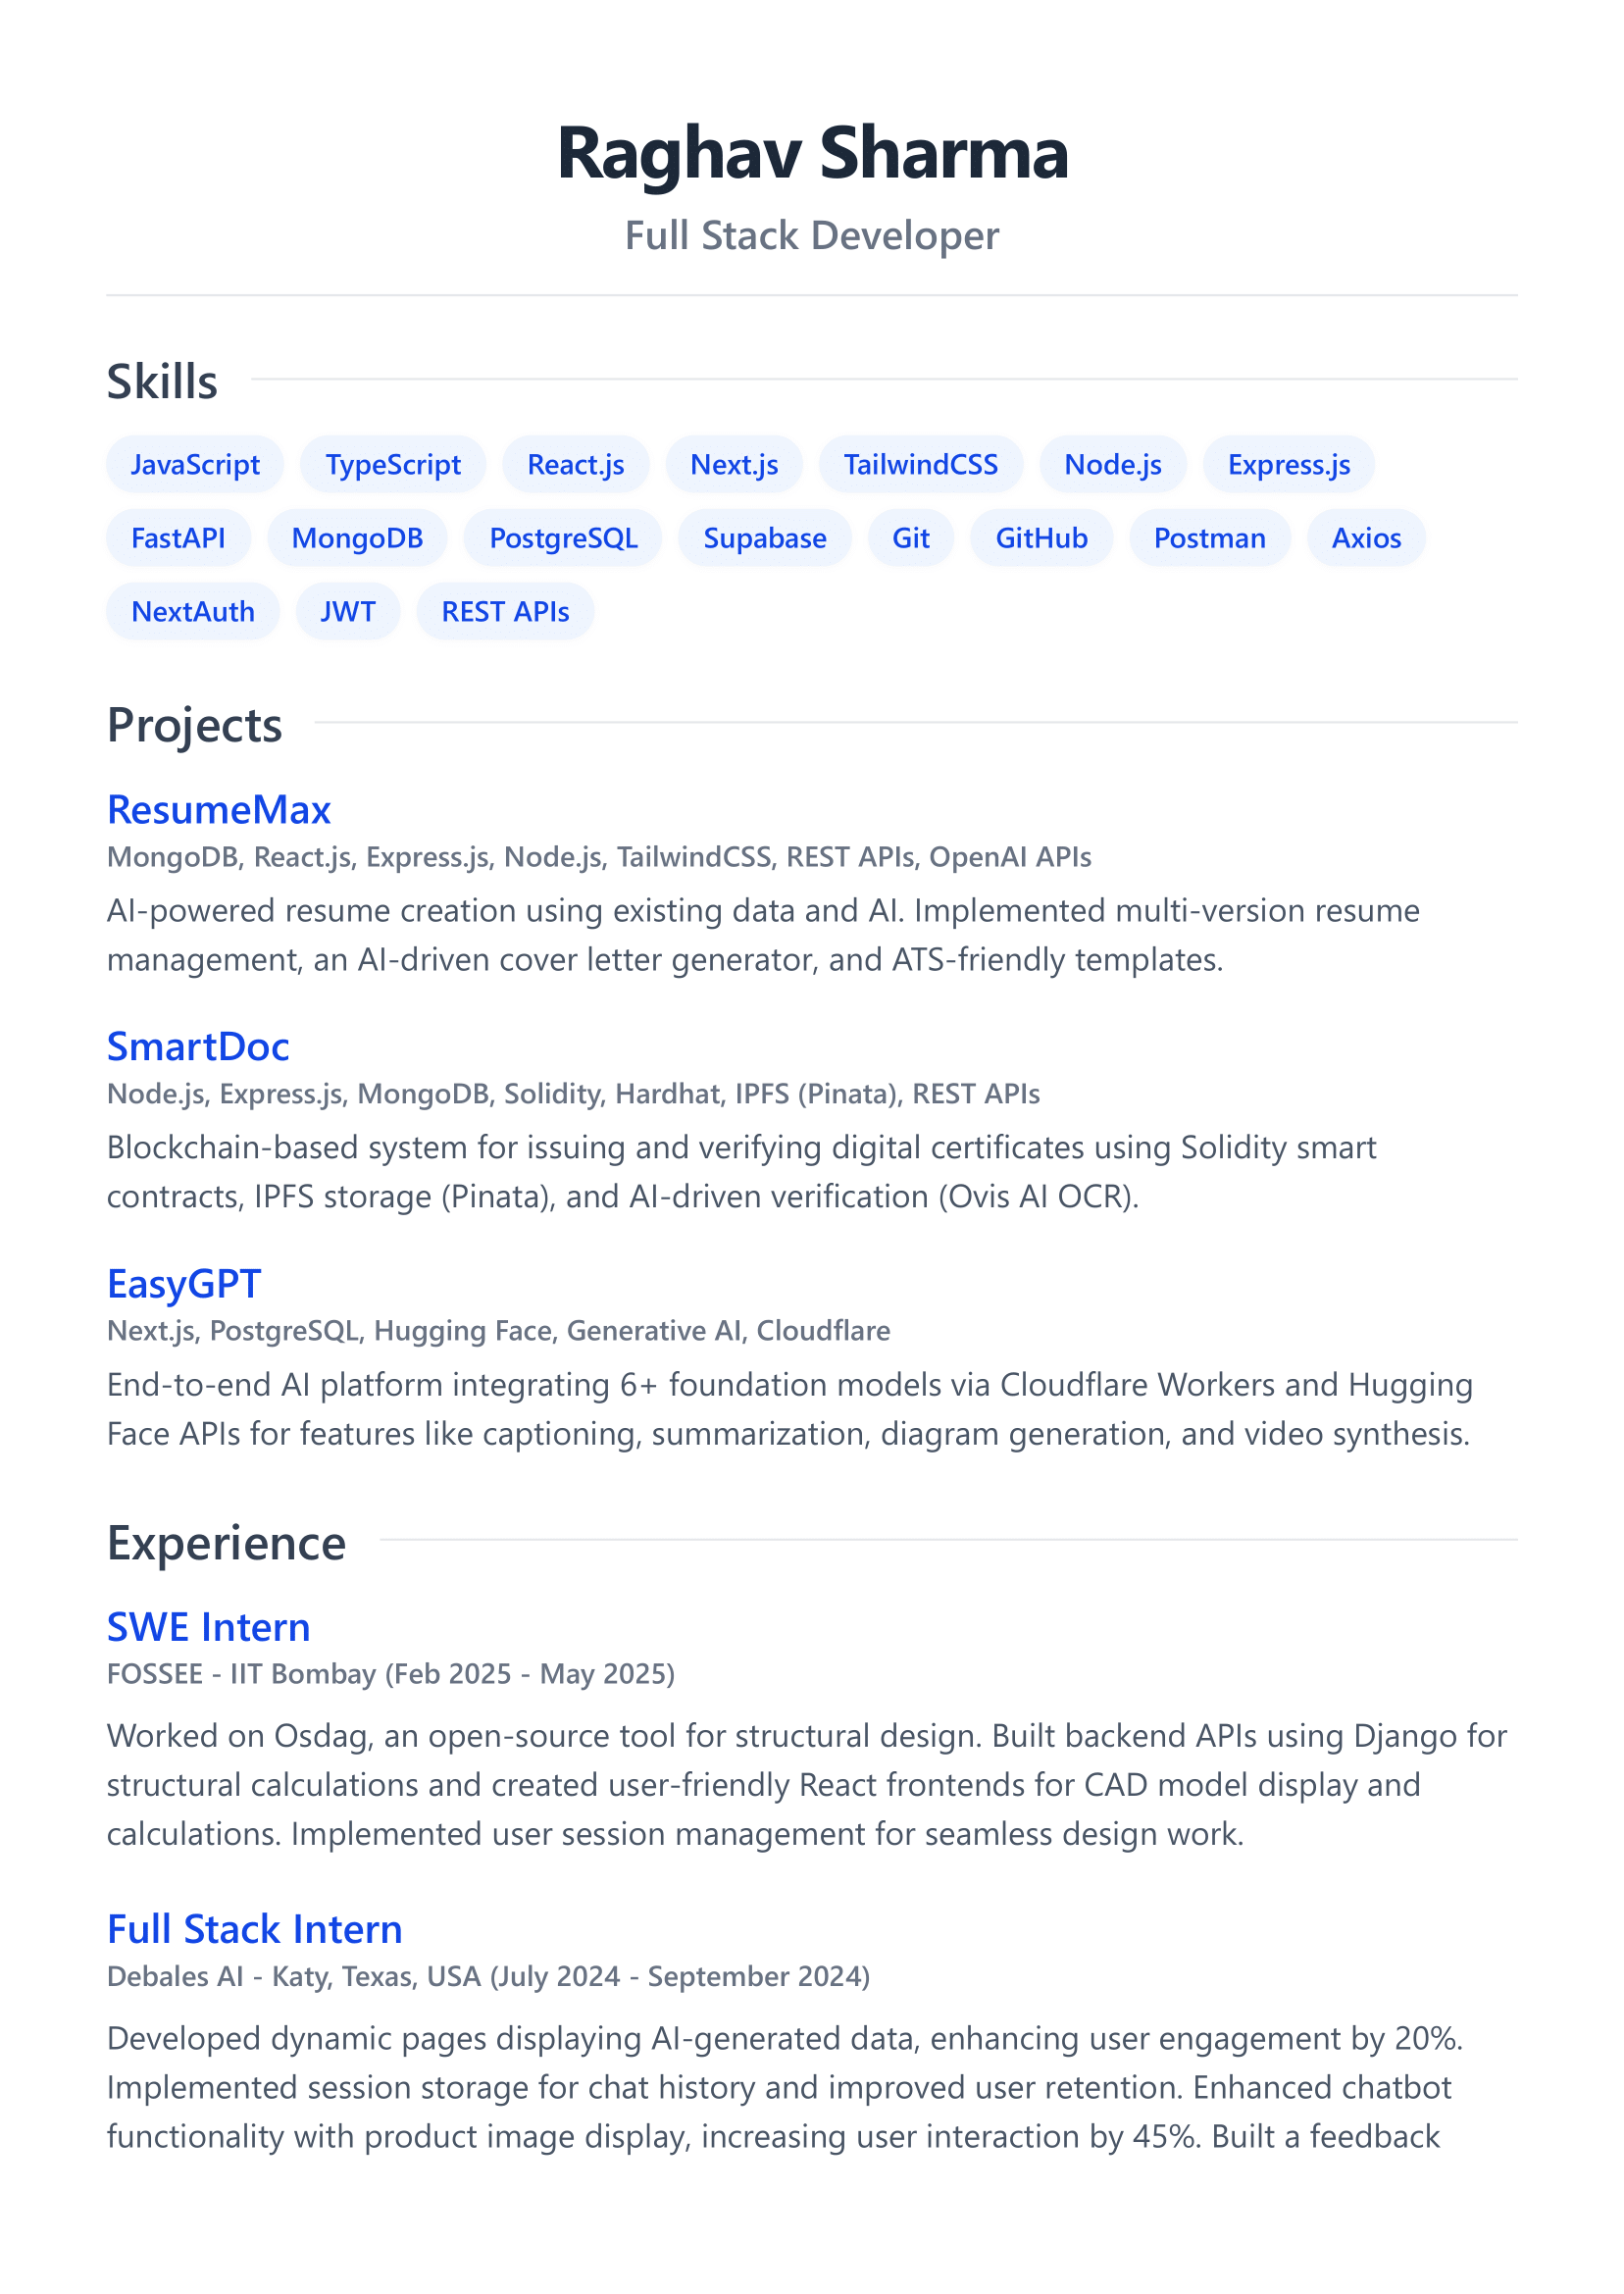 Raghav Sharma
Full Stack Developer
Skills
JavaScript TypeScript React.js Next.js TailwindCSS Node.js Express.js
FastAPI MongoDB PostgreSQL Supabase Git GitHub Postman Axios
NextAuth JWT REST APIs
Projects
ResumeMax
MongoDB, React.js, Express.js, Node.js, TailwindCSS, REST APIs, OpenAI APIs
AI-powered resume creation using existing data and AI. Implemented multi-version resume
management, an AI-driven cover letter generator, and ATS-friendly templates.
SmartDoc
Node.js, Express.js, MongoDB, Solidity, Hardhat, IPFS (Pinata), REST APIs
Blockchain-based system for issuing and verifying digital certificates using Solidity smart
contracts, IPFS storage (Pinata), and AI-driven verification (Ovis AI OCR).
EasyGPT
Next.js, PostgreSQL, Hugging Face, Generative AI, Cloudflare
End-to-end AI platform integrating 6+ foundation models via Cloudflare Workers and Hugging
Face APIs for features like captioning, summarization, diagram generation, and video synthesis.
Experience
SWE Intern
FOSSEE - IIT Bombay (Feb 2025 - May 2025)
Worked on Osdag, an open-source tool for structural design. Built backend APIs using Django for
structural calculations and created user-friendly React frontends for CAD model display and
calculations. Implemented user session management for seamless design work.
Full Stack Intern
Debales AI - Katy, Texas, USA (July 2024 - September 2024)
Developed dynamic pages displaying AI-generated data, enhancing user engagement by 20%.
Implemented session storage for chat history and improved user retention. Enhanced chatbot
functionality with product image display, increasing user interaction by 45%. Built a feedback